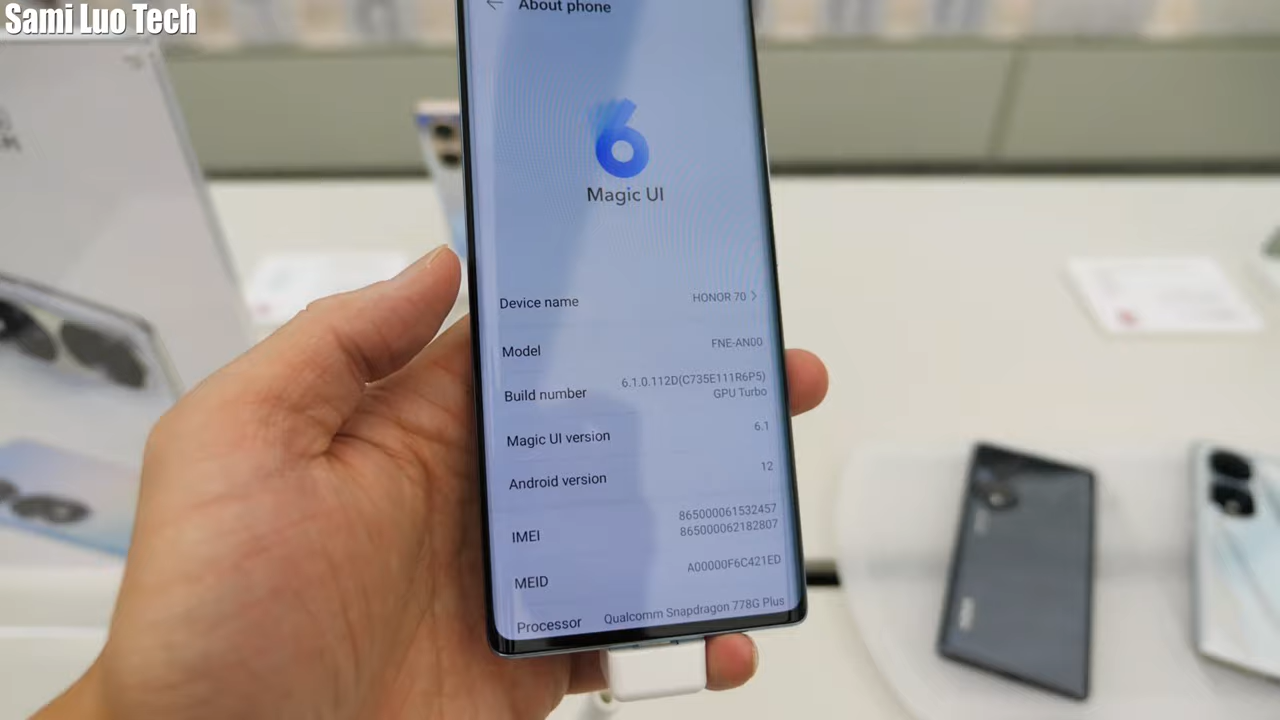 Sami Luo Tech
About phone
6
Magic UI
Device name HONOR 70
Model FNE-AN00
Build number 6.1.0.112D(C735E111R6P5)
GPU Turbo
Magic UI version 6.1
Android version 12
IMEI 865000061532457
865000062182807
MEID A00000F6C421ED
Processor Qualcomm Snapdragon 778G Plus